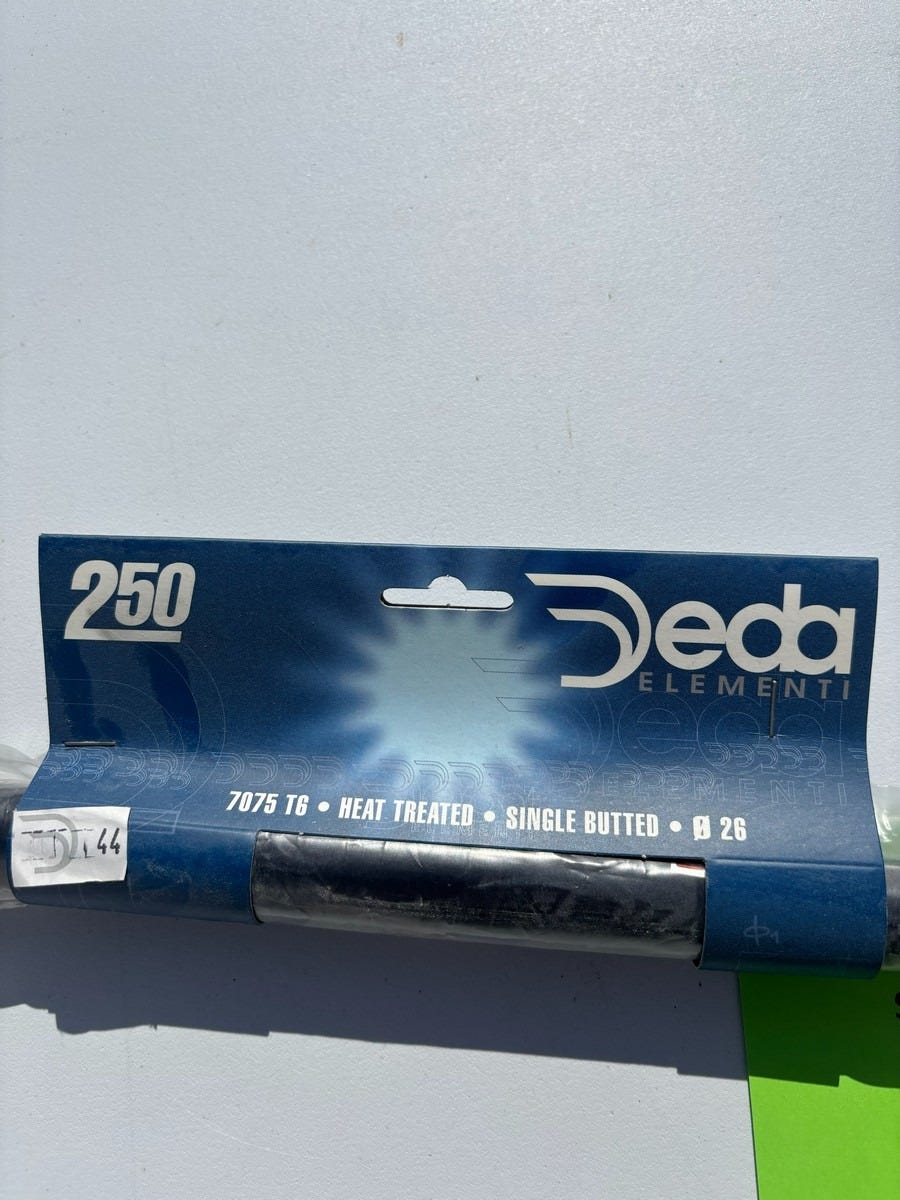 250
Deda
ELEMENTI
7075 T6 • HEAT TREATED • SINGLE BUTTED • Ø 26
44